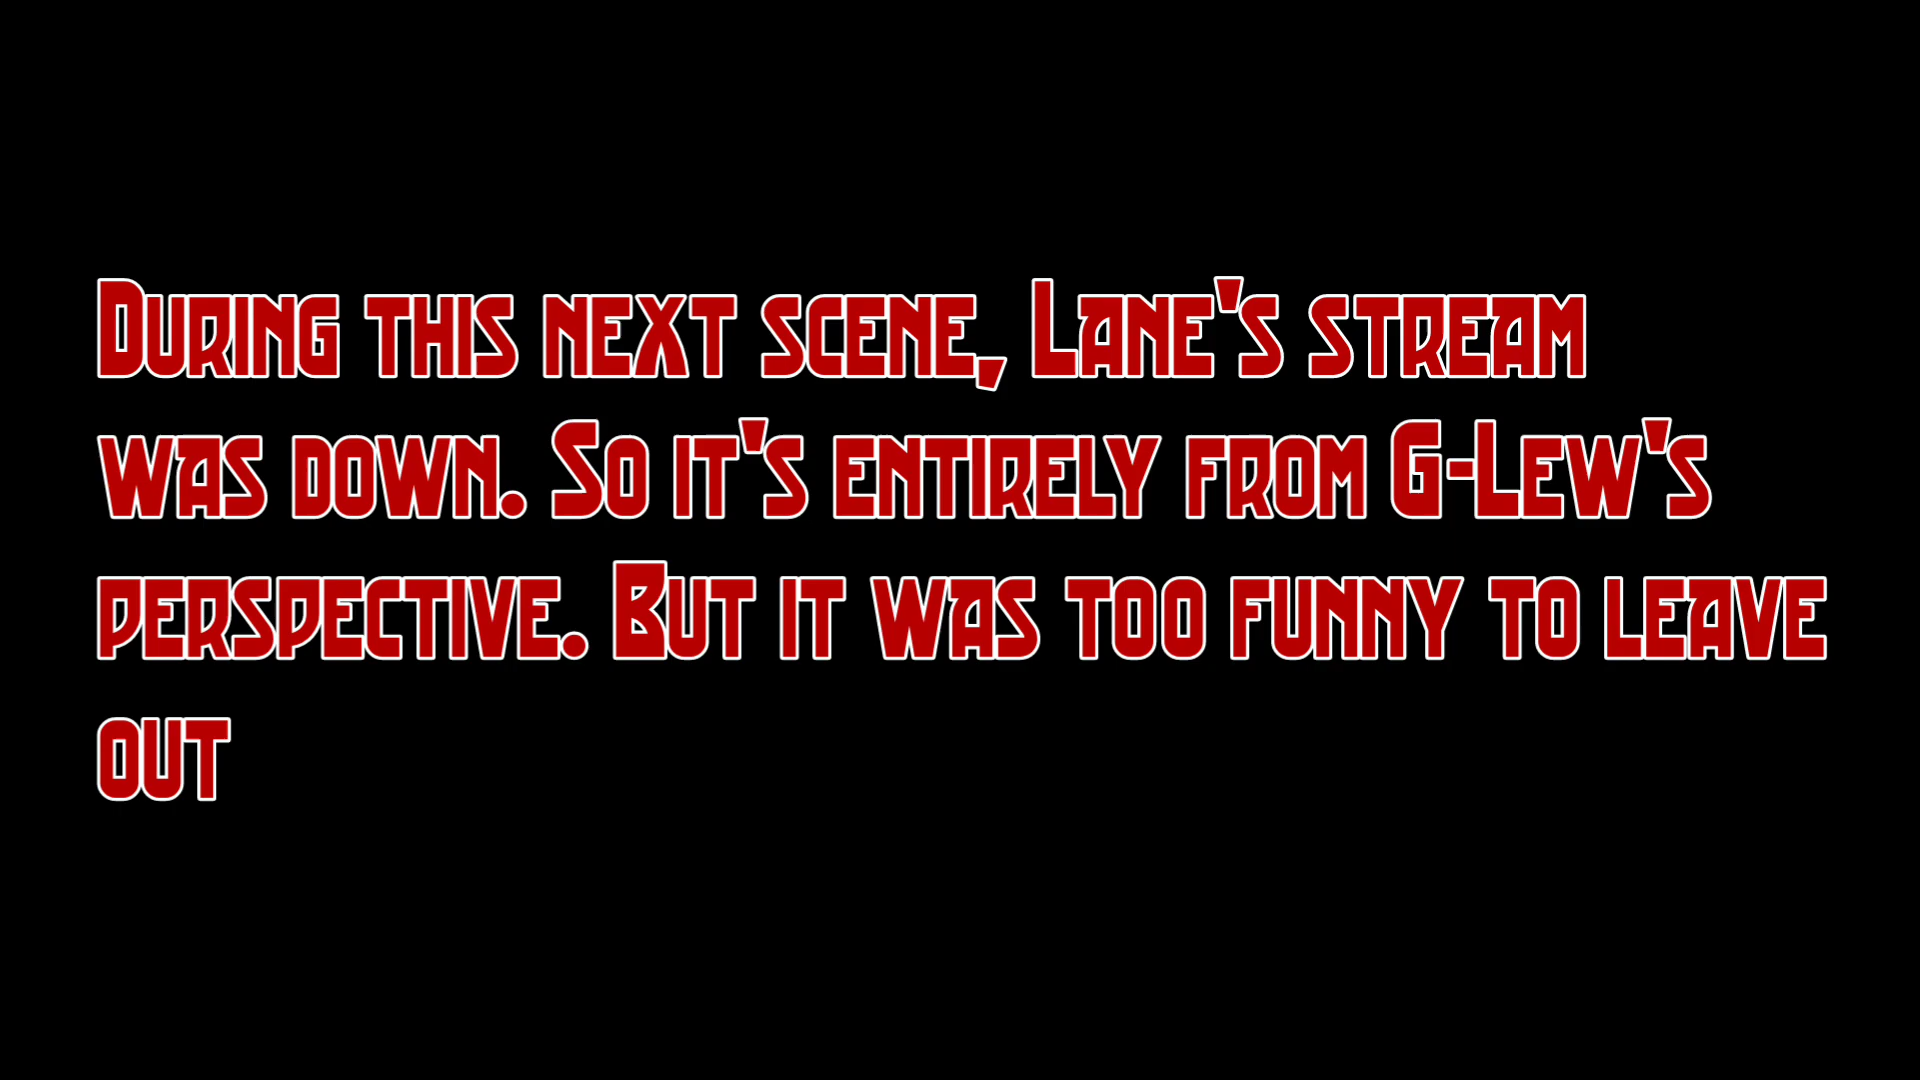 During this next scene, Lane's stream
was down. So it's entirely from G-Lew's
perspective. But it was too funny to leave
out